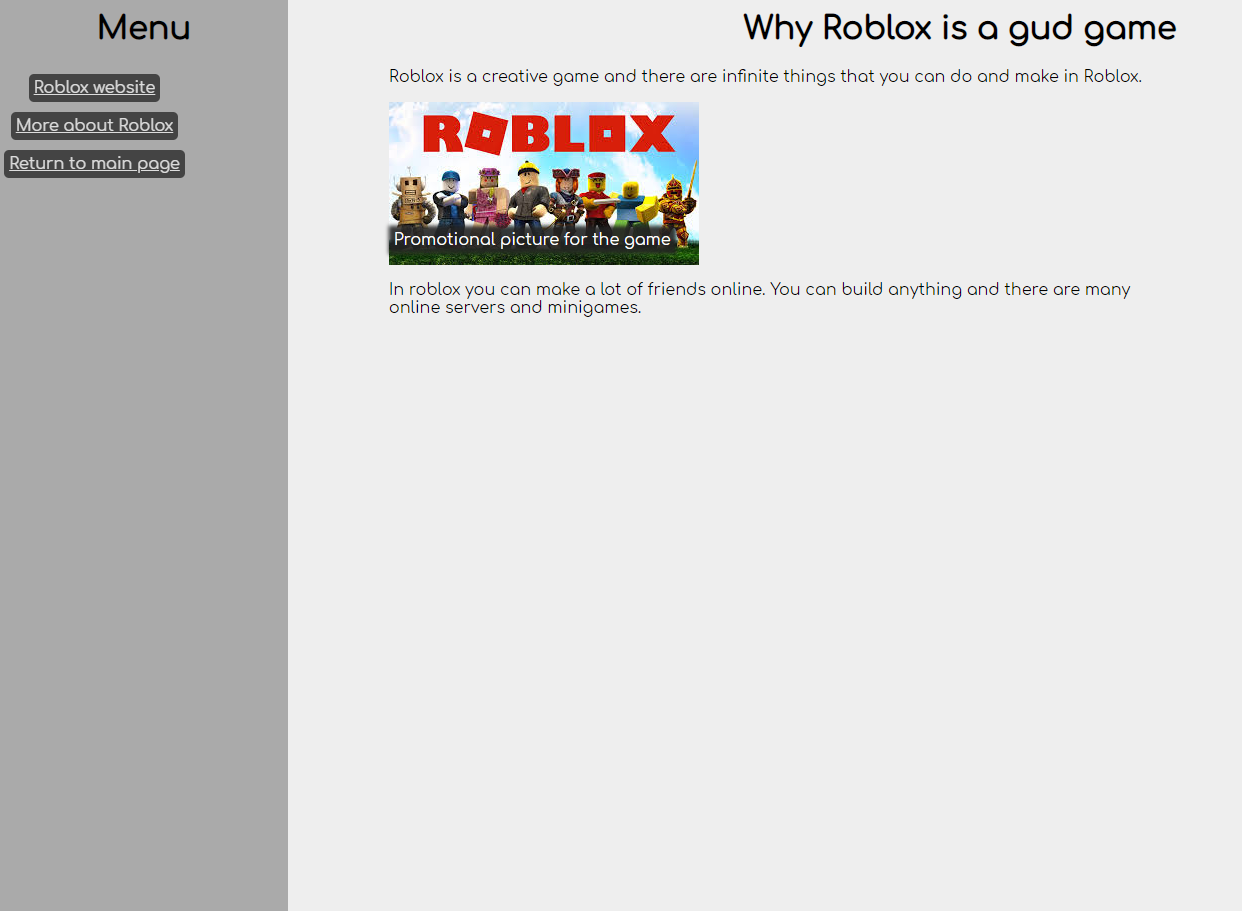 Menu
Roblox website
More about Roblox
Return to main page
Why Roblox is a gud game
Roblox is a creative game and there are infinite things that you can do and make in Roblox.
ROBLOX
Promotional picture for the game
In roblox you can make a lot of friends online. You can build anything and there are many
online servers and minigames.